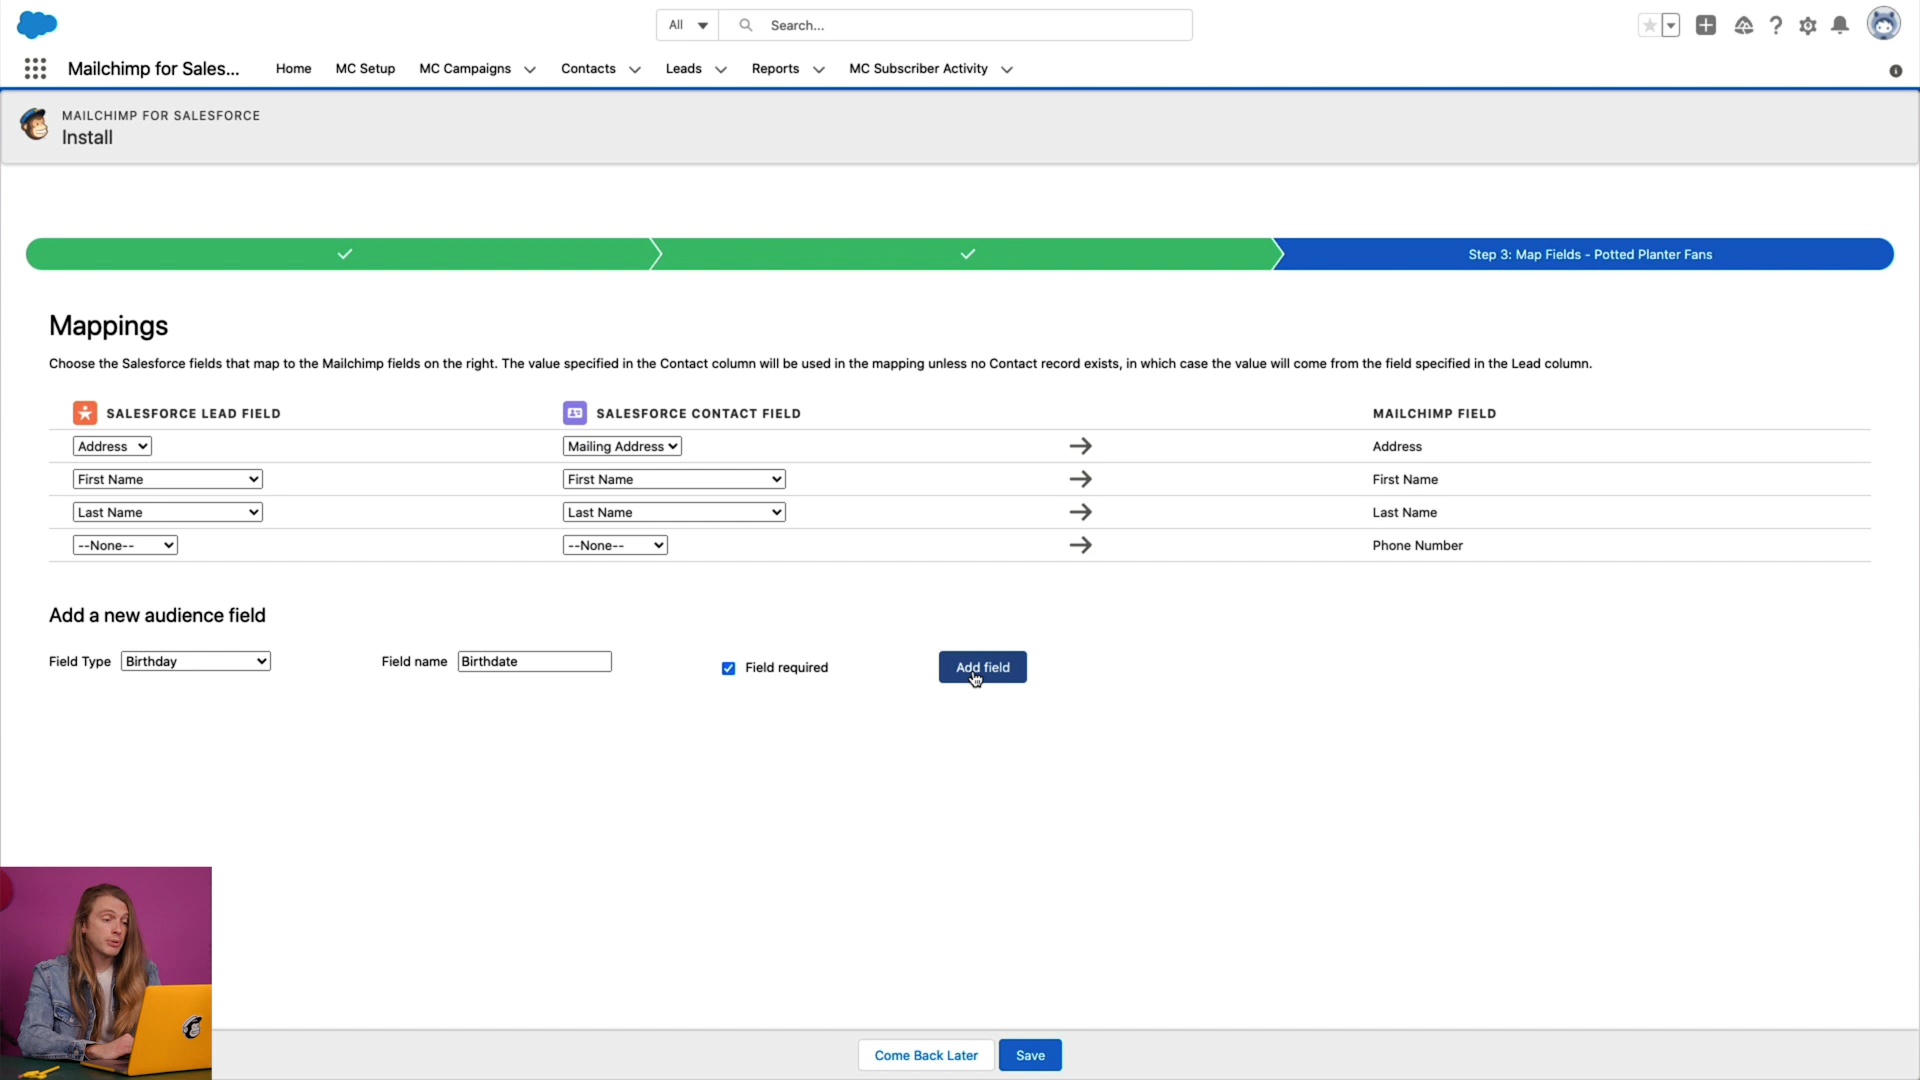 All
Search...
Mailchimp for Sales...
Home
MC Setup
MC Campaigns
Contacts
Leads
Reports
MC Subscriber Activity
MAILCHIMP FOR SALESFORCE
Install
Step 3: Map Fields - Potted Planter Fans
Mappings
Choose the Salesforce fields that map to the Mailchimp fields on the right. The value specified in the Contact column will be used in the mapping unless no Contact record exists, in which case the value will come from the field specified in the Lead column.
SALESFORCE LEAD FIELD
SALESFORCE CONTACT FIELD
MAILCHIMP FIELD
Address
Mailing Address
Address
First Name
First Name
First Name
Last Name
Last Name
Last Name
--None--
--None--
Phone Number
Add a new audience field
Field Type
Birthday
Field name
Birthdate
Field required
Add field
Come Back Later
Save